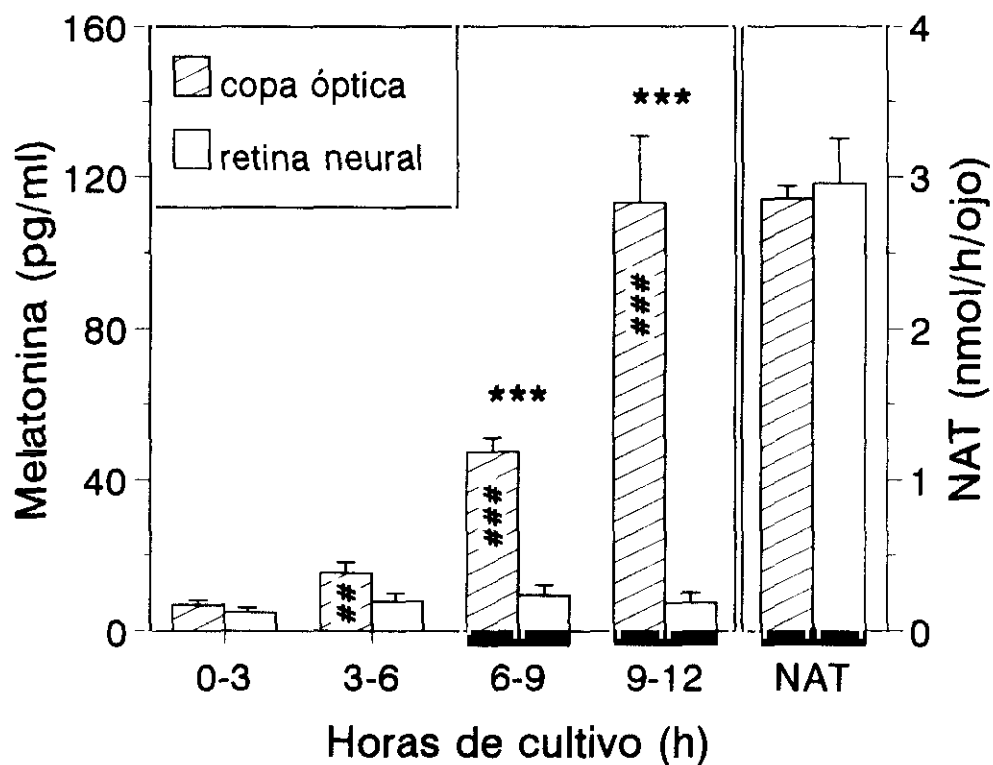 160
120
80
40
0
Melatonina (pg/ml)
copa óptica
retina neural
***
***
##
###
###
4
3
2
1
0
NAT (nmol/h/ojo)
0-3 3-6 6-9 9-12 NAT
Horas de cultivo (h)